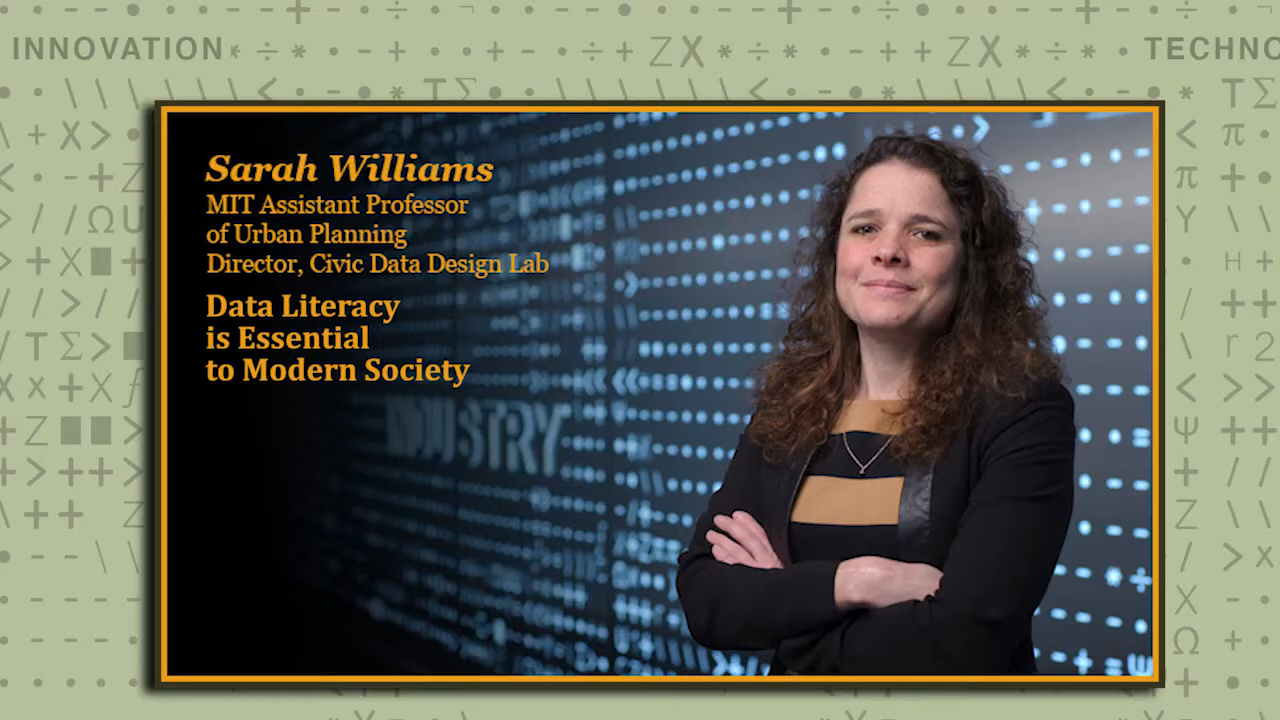 INNOVATION
TECHNO
Sarah Williams
MIT Assistant Professor
of Urban Planning
Director, Civic Data Design Lab
Data Literacy
is Essential
to Modern Society
INDUSTRY